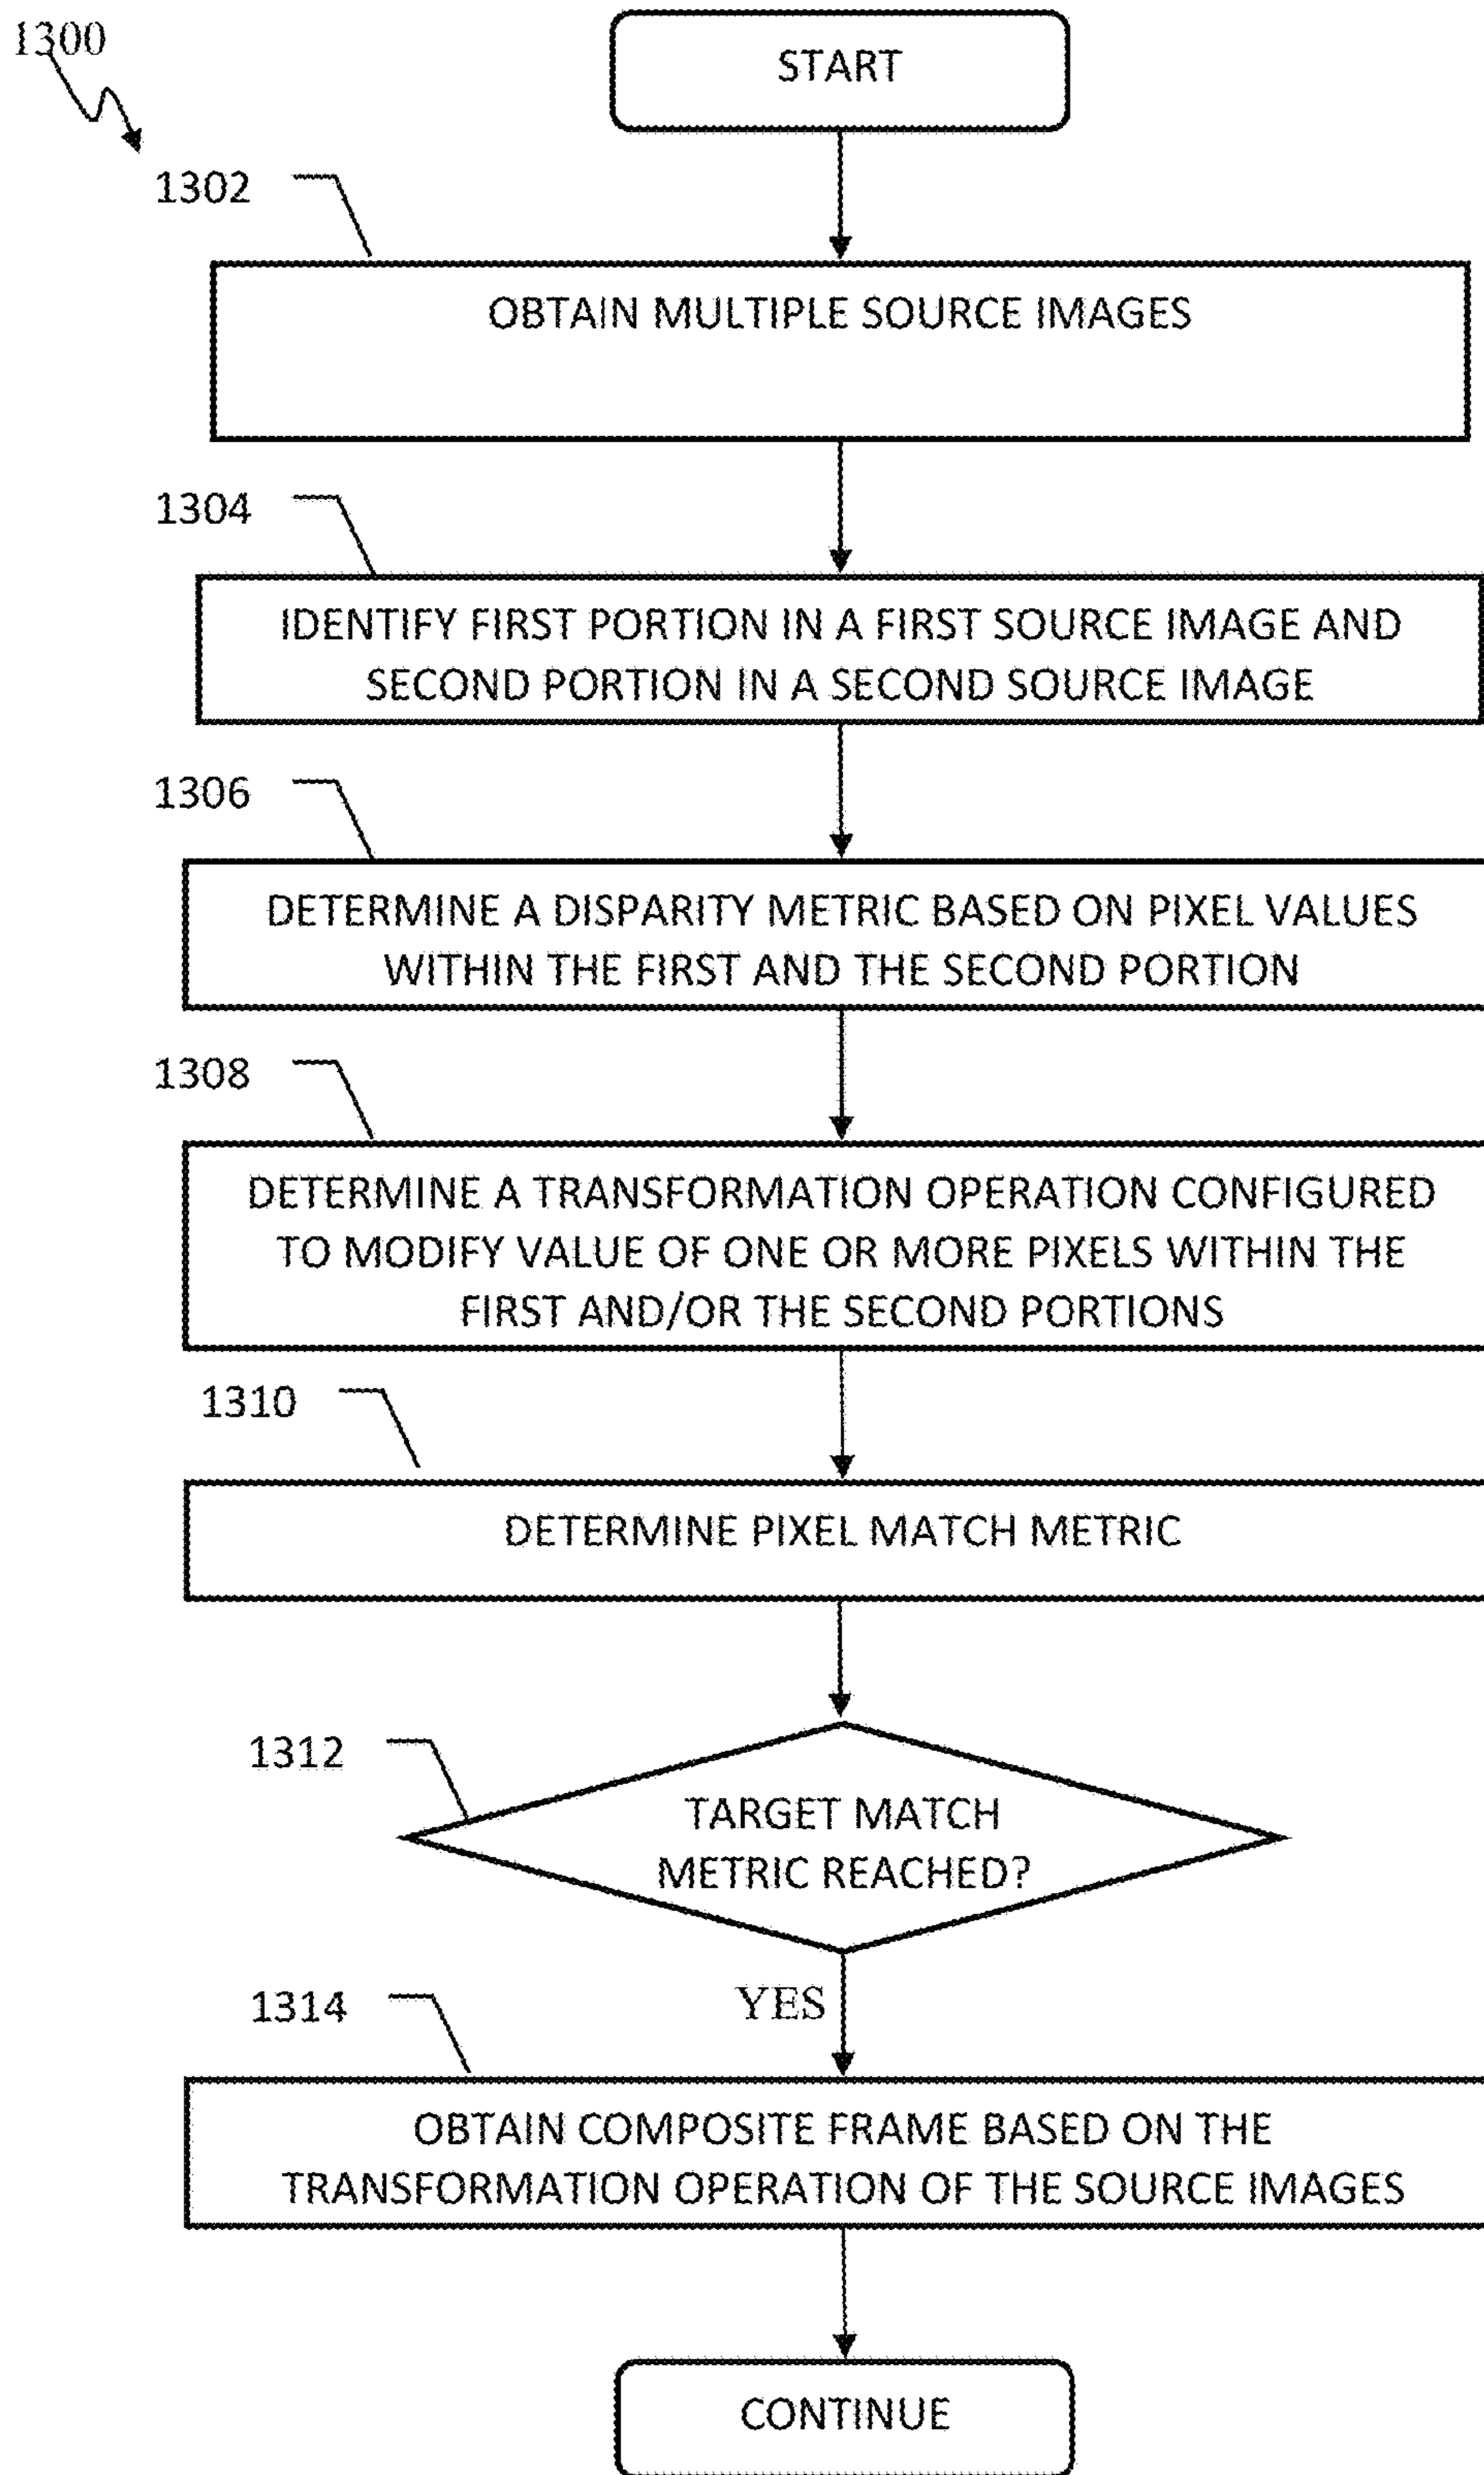 1300
START
1302
OBTAIN MULTIPLE SOURCE IMAGES
1304
IDENTIFY FIRST PORTION IN A FIRST SOURCE IMAGE AND
SECOND PORTION IN A SECOND SOURCE IMAGE
1306
DETERMINE A DISPARITY METRIC BASED ON PIXEL VALUES
WITHIN THE FIRST AND THE SECOND PORTION
1308
DETERMINE A TRANSFORMATION OPERATION CONFIGURED
TO MODIFY VALUE OF ONE OR MORE PIXELS WITHIN THE
FIRST AND/OR THE SECOND PORTIONS
1310
DETERMINE PIXEL MATCH METRIC
1312
TARGET MATCH
METRIC REACHED?
YES
1314
OBTAIN COMPOSITE FRAME BASED ON THE
TRANSFORMATION OPERATION OF THE SOURCE IMAGES
CONTINUE